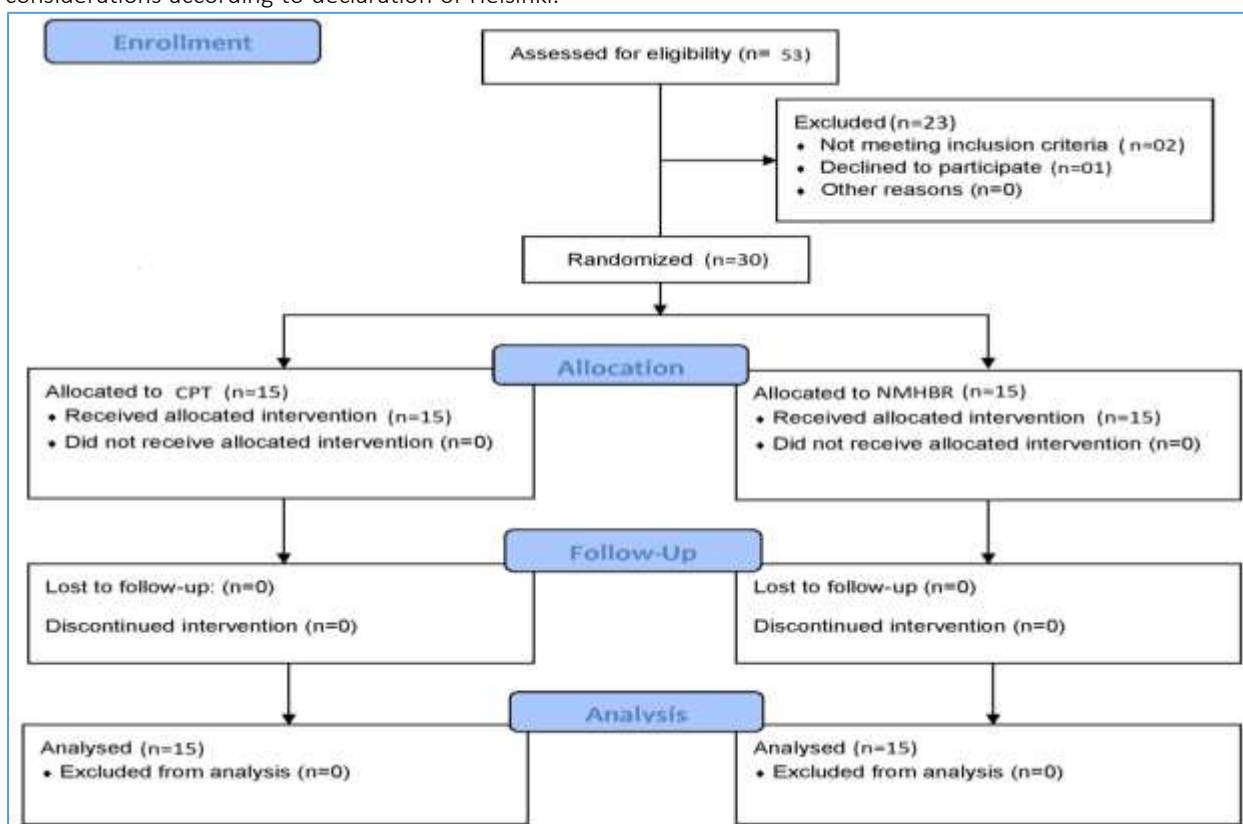 considerations according to declaration of Helsinki.
Enrollment
Assessed for eligibility (n= 53)
Excluded (n=23)
♦ Not meeting inclusion criteria ( n=02)
♦ Declined to participate (n=01)
♦ Other reasons (n=0)
Randomized (n=30)
Allocation
Allocated to CPT (n=15)
♦ Received allocated intervention (n=15)
♦ Did not receive allocated intervention (n=0)
Allocated to NMHBR (n=15)
♦ Received allocated intervention (n=15)
♦ Did not receive allocated intervention (n=0)
Follow-Up
Lost to follow-up: (n=0)
Discontinued intervention (n=0)
Lost to follow-up (n=0)
Discontinued intervention (n=0)
Analysis
Analysed (n=15)
♦ Excluded from analysis (n=0)
Analysed (n=15)
♦ Excluded from analysis (n=0)